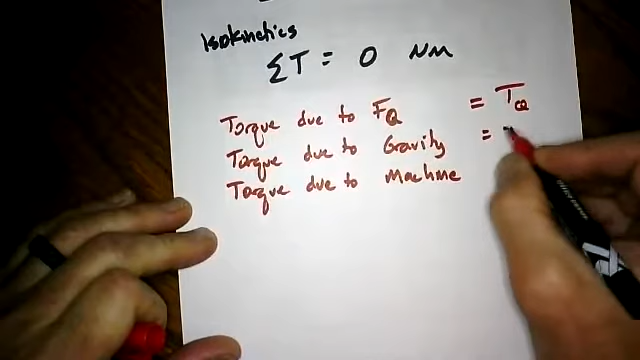 Isokinetics
ΣT = 0 NM
Torque due to FQ = TQ
Torque due to Gravity =
Torque due to Machine